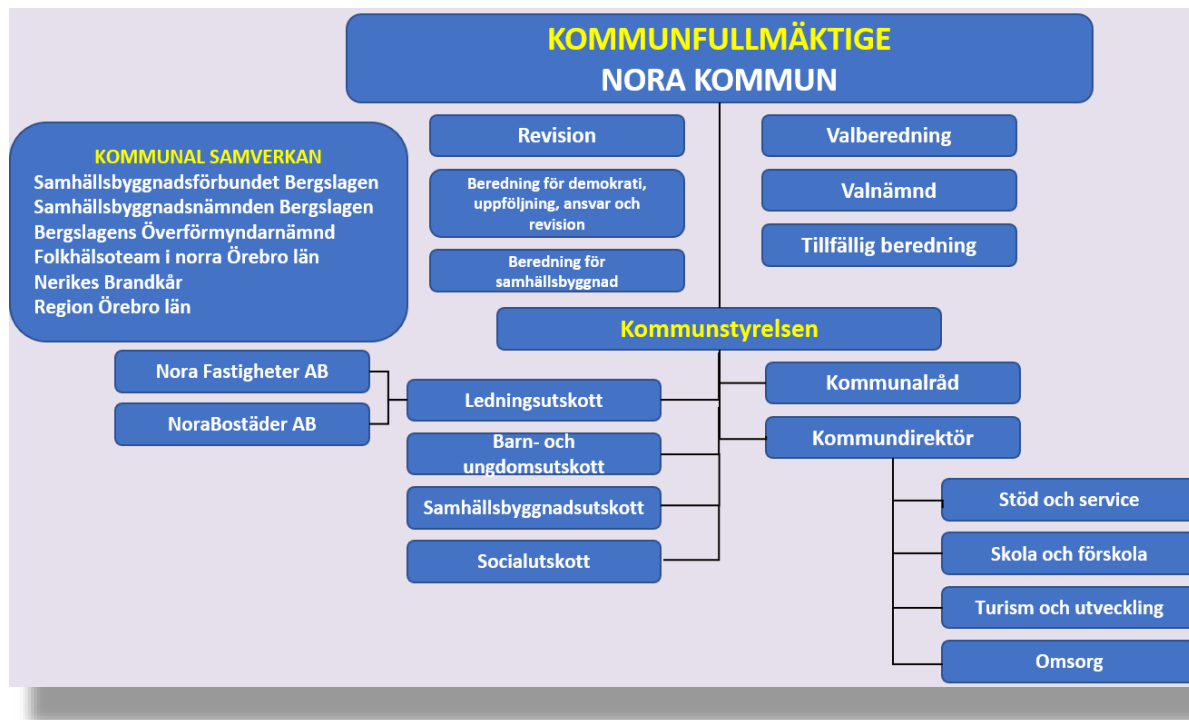 KOMMUNFULLMÄKTIGE
NORA KOMMUN
KOMMUNAL SAMVERKAN
Samhällsbyggnadsförbundet Bergslagen
Samhällsbyggnadsnämnden Bergslagen
Bergslagens Överförmyndarnämnd
Folkhälsoteam i norra Örebro län
Nerikes Brandkår
Region Örebro län
Revision
Beredning för demokrati,
uppföljning, ansvar och
revision
Beredning för
samhällsbyggnad
Valberedning
Valnämnd
Tillfällig beredning
Kommunstyrelsen
Nora Fastigheter AB
NoraBostäder AB
Ledningsutskott
Barn- och
ungdomsutskott
Samhällsbyggnadsutskott
Socialutskott
Kommunalråd
Kommundirektör
Stöd och service
Skola och förskola
Turism och utveckling
Omsorg